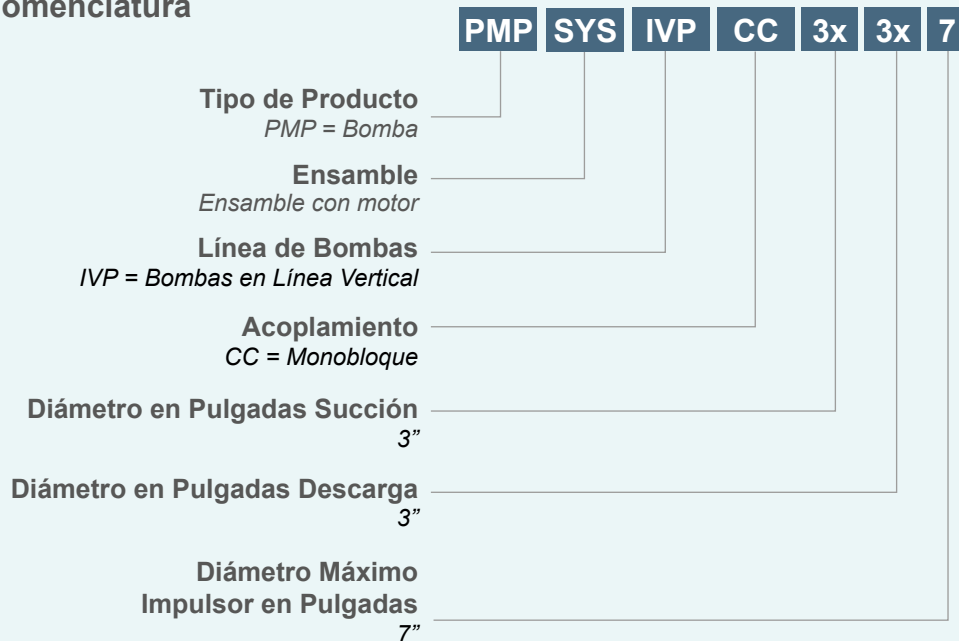 omenclatura
PMP SYS IVP CC 3x 3x 7
Tipo de Producto
PMP = Bomba
Ensamble
Ensamble con motor
Línea de Bombas
IVP = Bombas en Línea Vertical
Acoplamiento
CC = Monobloque
Diámetro en Pulgadas Succión
3”
Diámetro en Pulgadas Descarga
3”
Diámetro Máximo
Impulsor en Pulgadas
7”